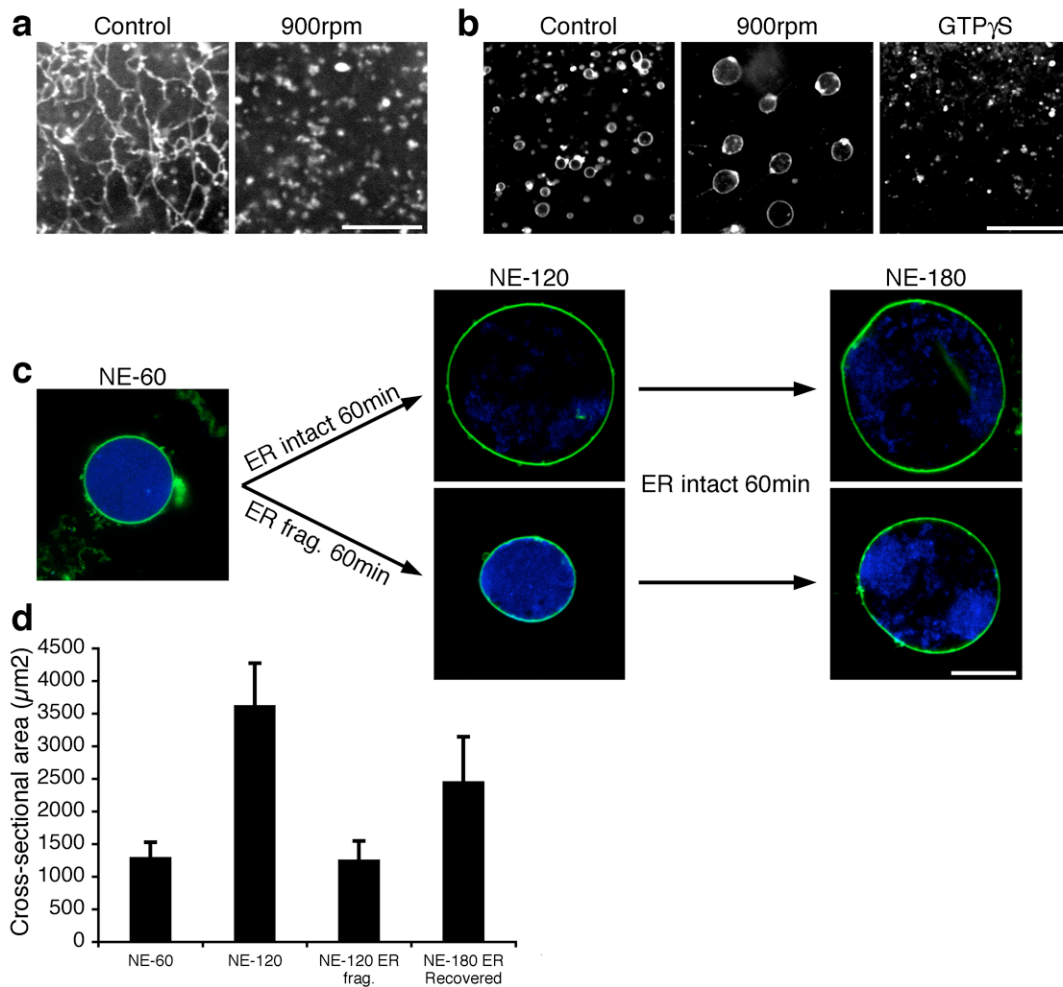 a
Control
900rpm
b
Control
900rpm
GTPγS
c
NE-60
NE-120
NE-180
ER intact 60min
ER frag. 60min
ER intact 60min
d
Cross-sectional area (µm2)
4500
4000
3500
3000
2500
2000
1500
1000
500
0
NE-60
NE-120
NE-120 ER
frag.
NE-180 ER
Recovered